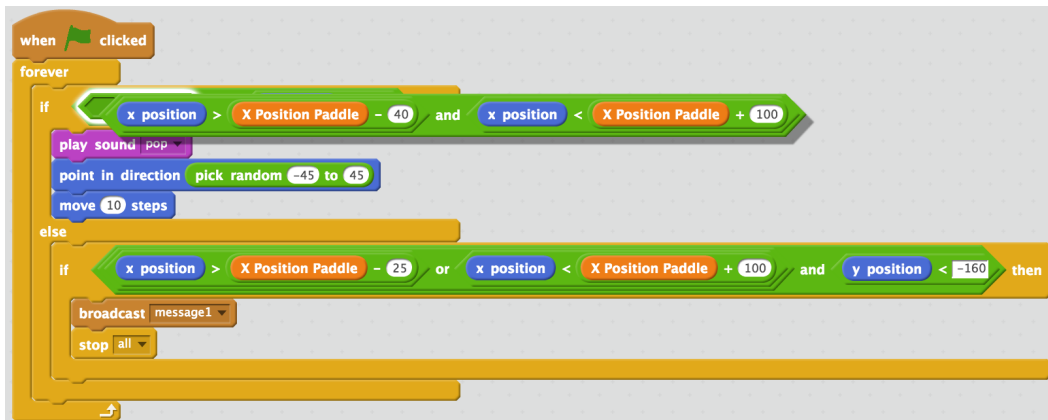 when clicked
forever
if x position > X Position Paddle - 40 and x position < X Position Paddle + 100
play sound pop
point in direction pick random -45 to 45
move 10 steps
else
if x position > X Position Paddle - 25 or x position < X Position Paddle + 100 and y position < -160 then
broadcast message1
stop all